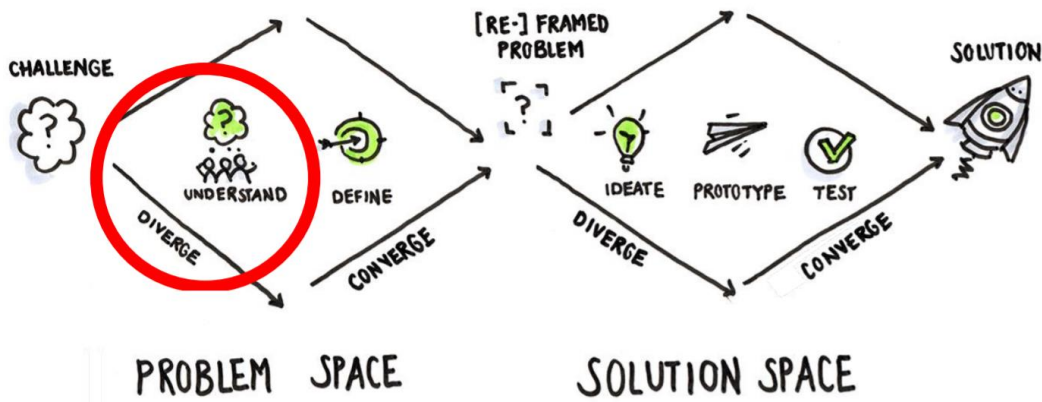 CHALLENGE
?
?
UNDERSTAND
DEFINE
DIVERGE
CONVERGE
[RE-] FRAMED
PROBLEM
?
IDEATE
PROTOTYPE
TEST
DIVERGE
CONVERGE
SOLUTION
PROBLEM SPACE
SOLUTION SPACE